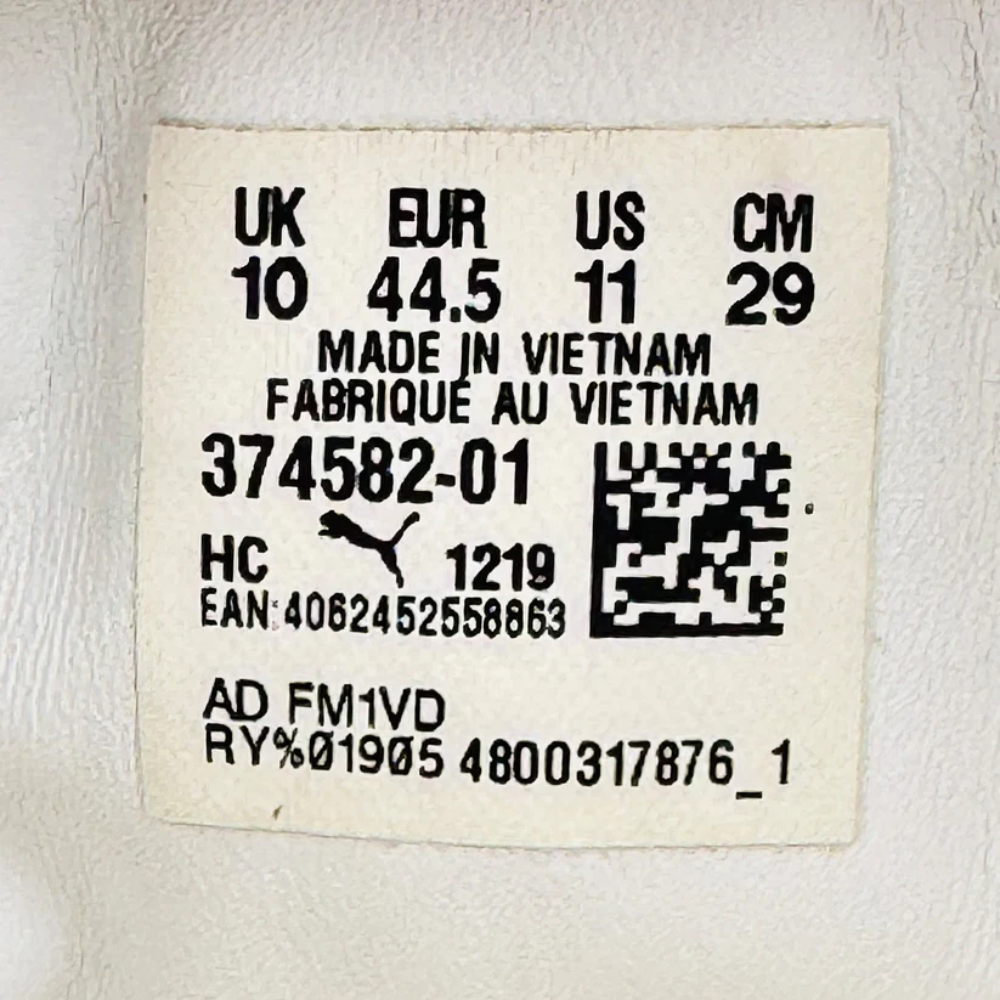 UK EUR US CM
10 44.5 11 29
MADE IN VIETNAM
FABRIQUÉ AU VIETNAM
374582-01
HC 1219
EAN:4062452558863
AD FM1VD
RY%Ø19Ø5 4800317876_1